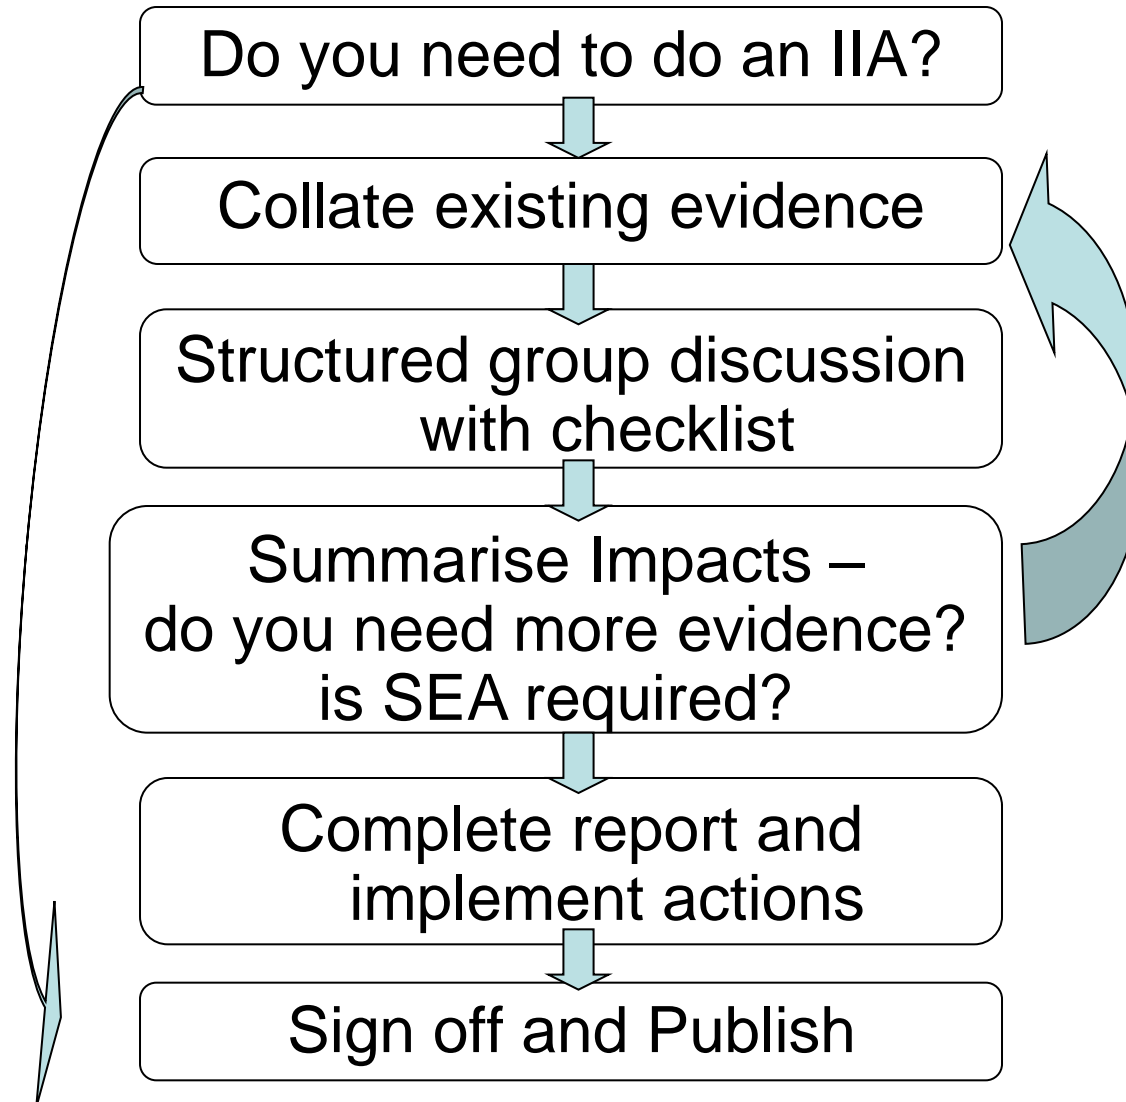 Do you need to do an IIA?
Collate existing evidence
Structured group discussion
with checklist
Summarise Impacts –
do you need more evidence?
is SEA required?
Complete report and
implement actions
Sign off and Publish